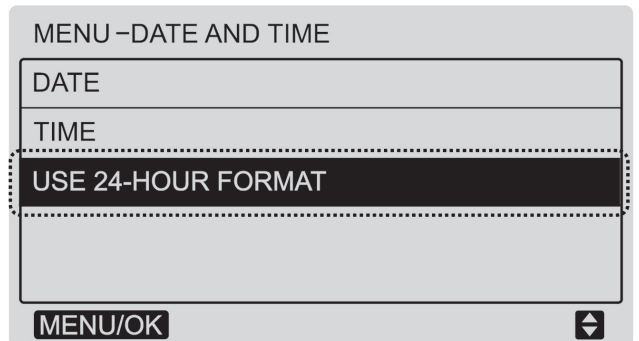 MENU –DATE AND TIME
DATE
TIME
USE 24-HOUR FORMAT
MENU/OK